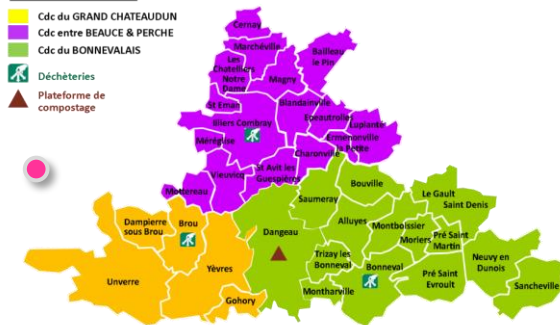 Cdc du GRAND CHATEAUDUN
Cdc entre BEAUCE & PERCHE
Cdc du BONNEVALAIS
Déchèteries
Plateforme de
compostage
Cernay
Marchéville
Bailleau
le Pin
Les
Chatelliers
Notre
Dame
Magny
St Eman
Blandainville
Epeautrolles
Luplanté
Illiers Combray
Ermenonville
la Petite
Méréglise
Charonville
Vieuvicq
St Avit les
Guespières
Mottereau
Bouville
Saumeray
Le Gault
Saint Denis
Dampierre
sous Brou
Brou
Alluyes
Montboissier
Dangeau
Moriers
Pré Saint
Martin
Unverre
Yèvres
Trizay les
Bonneval
Bonneval
Neuvy en
Dunois
Pré Saint
Evroult
Gohory
Montharville
Sancheville